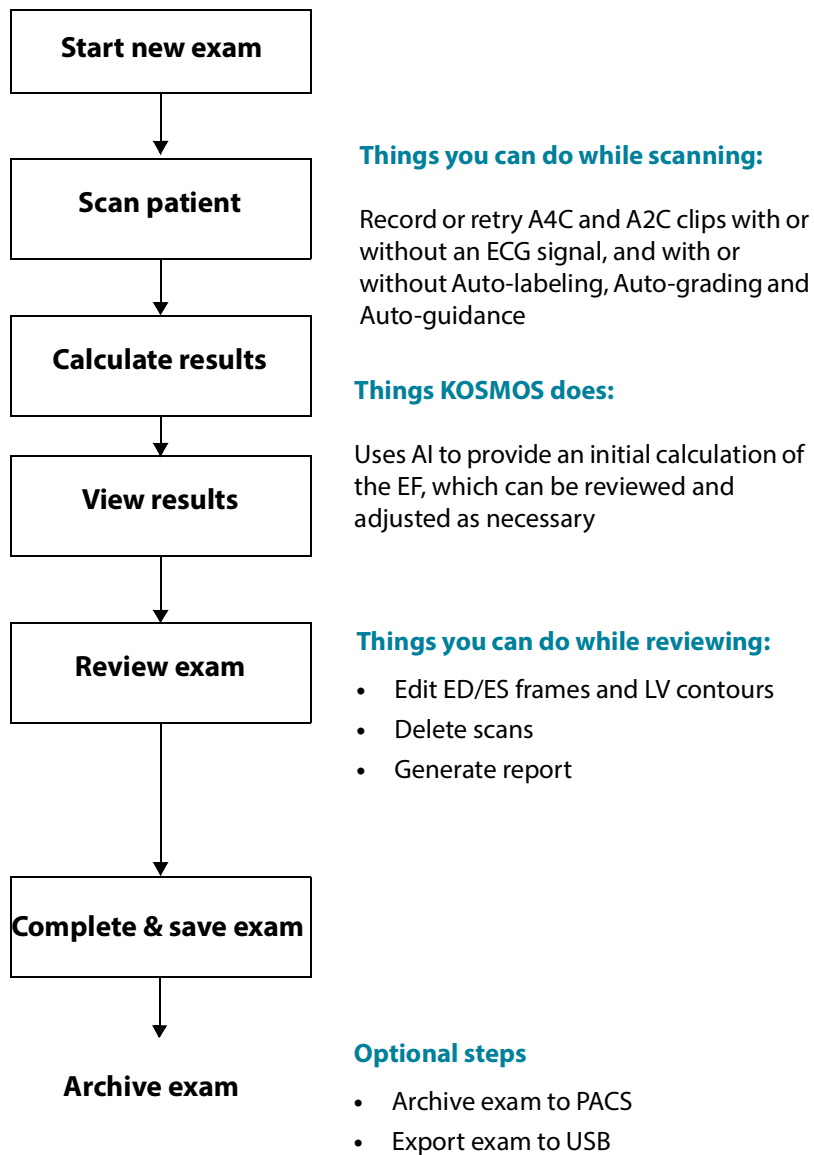 Start new exam
Scan patient
Things you can do while scanning:
Record or retry A4C and A2C clips with or
without an ECG signal, and with or
without Auto-labeling, Auto-grading and
Auto-guidance
Calculate results
Things KOSMOS does:
Uses AI to provide an initial calculation of
the EF, which can be reviewed and
adjusted as necessary
View results
Review exam
Things you can do while reviewing:
• Edit ED/ES frames and LV contours
• Delete scans
• Generate report
Complete & save exam
Archive exam
Optional steps
• Archive exam to PACS
• Export exam to USB